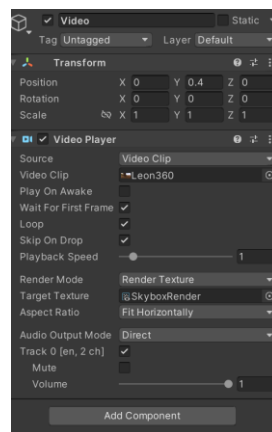 Video Static
Tag Untagged Layer Default
Transform
Position X 0 Y 0.4 Z 0
Rotation X 0 Y 0 Z 0
Scale X 1 Y 1 Z 1
Video Player
Source Video Clip
Video Clip Leon360
Play On Awake
Wait For First Frame
Loop
Skip On Drop
Playback Speed 1
Render Mode Render Texture
Target Texture SkyboxRender
Aspect Ratio Fit Horizontally
Audio Output Mode Direct
Track 0 [en, 2 ch]
Mute
Volume 1
Add Component